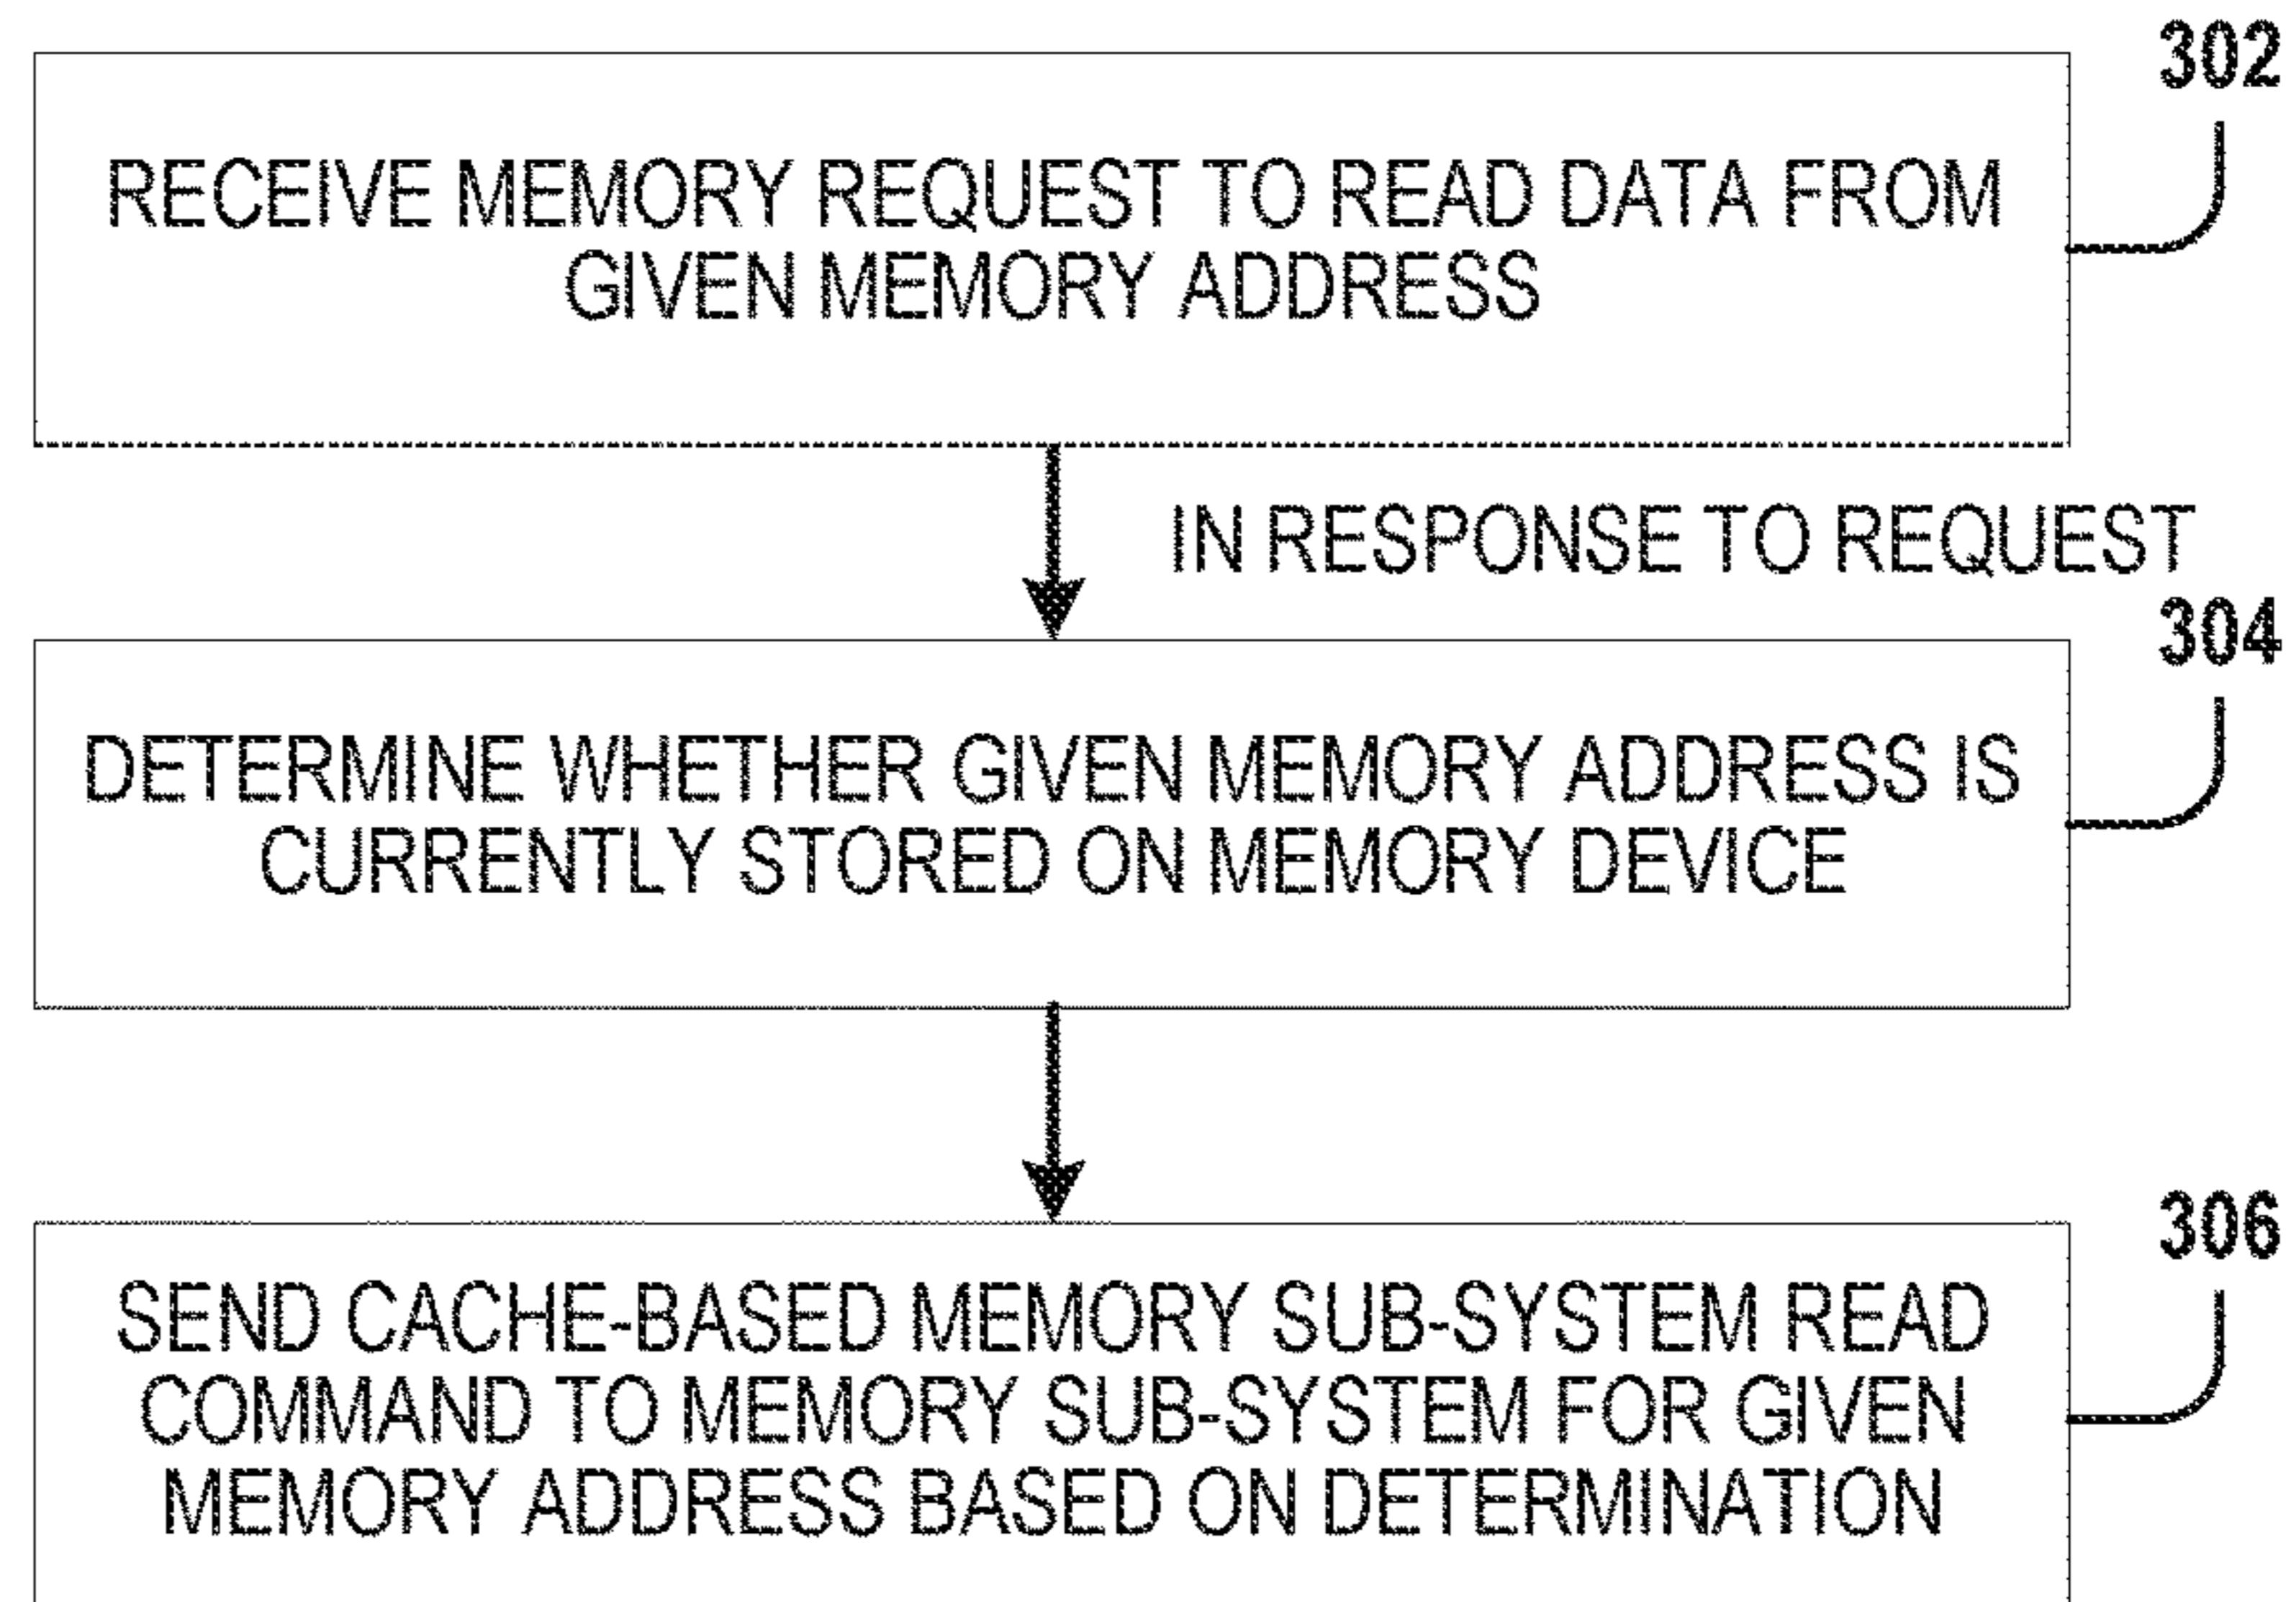 302
RECEIVE MEMORY REQUEST TO READ DATA FROM
GIVEN MEMORY ADDRESS
IN RESPONSE TO REQUEST
304
DETERMINE WHETHER GIVEN MEMORY ADDRESS IS
CURRENTLY STORED ON MEMORY DEVICE
306
SEND CACHE-BASED MEMORY SUB-SYSTEM READ
COMMAND TO MEMORY SUB-SYSTEM FOR GIVEN
MEMORY ADDRESS BASED ON DETERMINATION